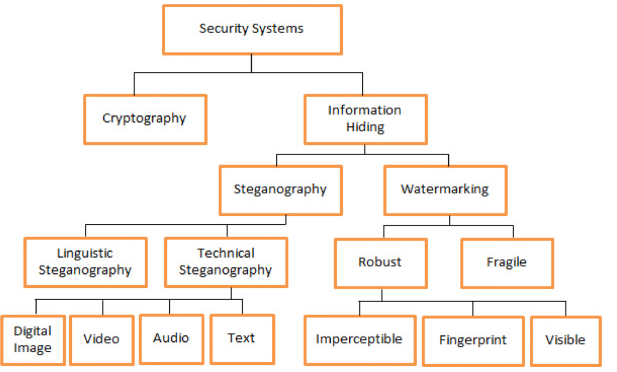 Security Systems
Cryptography
Information
Hiding
Steganography
Watermarking
Linguistic
Steganography
Technical
Steganography
Robust
Fragile
Digital
Image
Video
Audio
Text
Imperceptible
Fingerprint
Visible